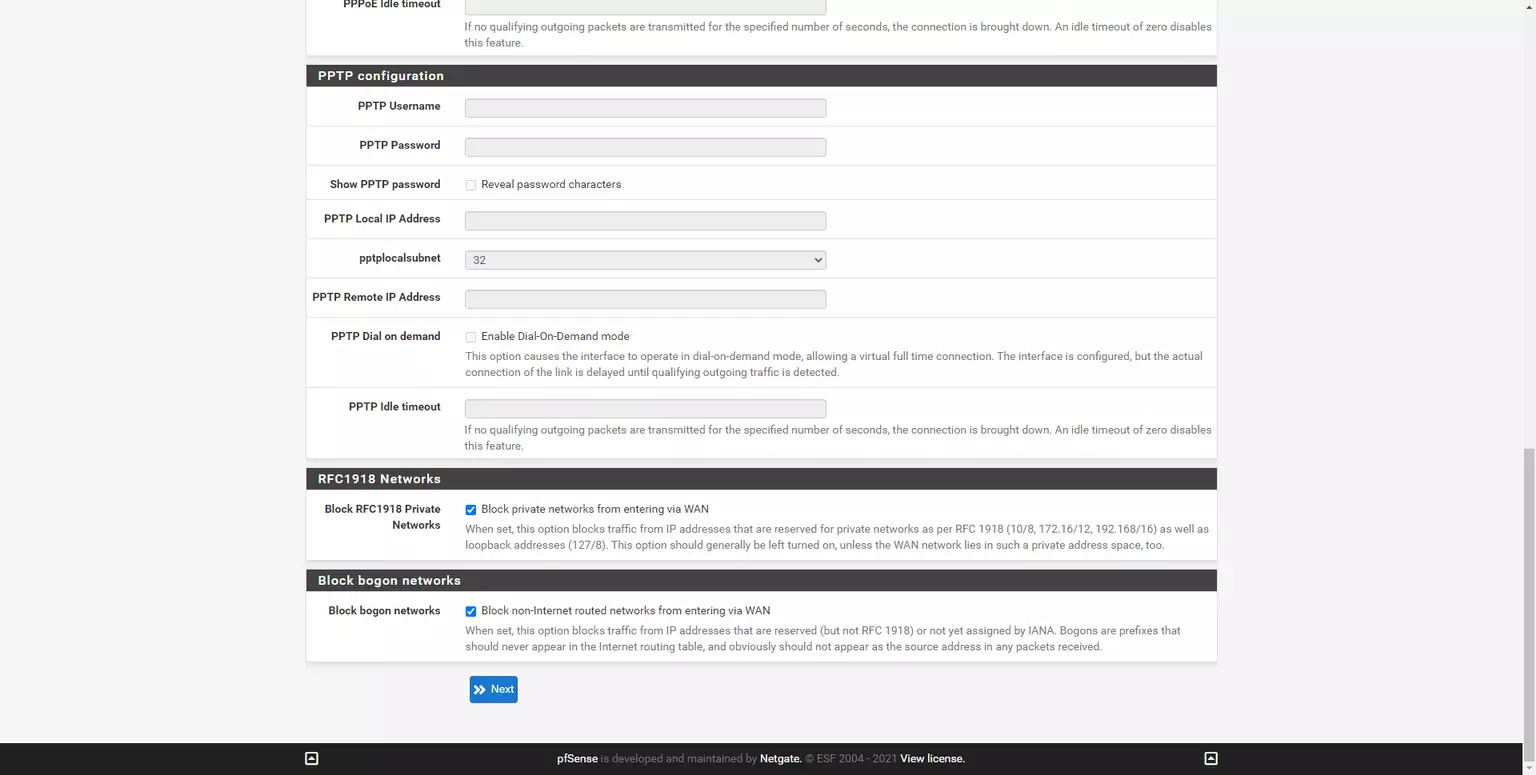 PPPoE Idle timeout
If no qualifying outgoing packets are transmitted for the specified number of seconds, the connection is brought down. An idle timeout of zero disables
this feature.
PPTP configuration
PPTP Username
PPTP Password
Show PPTP password
Reveal password characters
PPTP Local IP Address
pptplocalsubnet
32
PPTP Remote IP Address
PPTP Dial on demand
Enable Dial-On-Demand mode
This option causes the interface to operate in dial-on-demand mode, allowing a virtual full time connection. The interface is configured, but the actual
connection of the link is delayed until qualifying outgoing traffic is detected.
PPTP Idle timeout
If no qualifying outgoing packets are transmitted for the specified number of seconds, the connection is brought down. An idle timeout of zero disables
this feature.
RFC1918 Networks
Block RFC1918 Private
Networks
Block private networks from entering via WAN
When set, this option blocks traffic from IP addresses that are reserved for private networks as per RFC 1918 (10/8, 172.16/12, 192.168/16) as well as
loopback addresses (127/8). This option should generally be left turned on, unless the WAN network lies in such a private address space, too.
Block bogon networks
Block bogon networks
Block non-Internet routed networks from entering via WAN
When set, this option blocks traffic from IP addresses that are reserved (but not RFC 1918) or not yet assigned by IANA. Bogons are prefixes that
should never appear in the Internet routing table, and obviously should not appear as the source address in any packets received.
Next
pfSense is developed and maintained by Netgate. © ESF 2004 - 2021 View license.